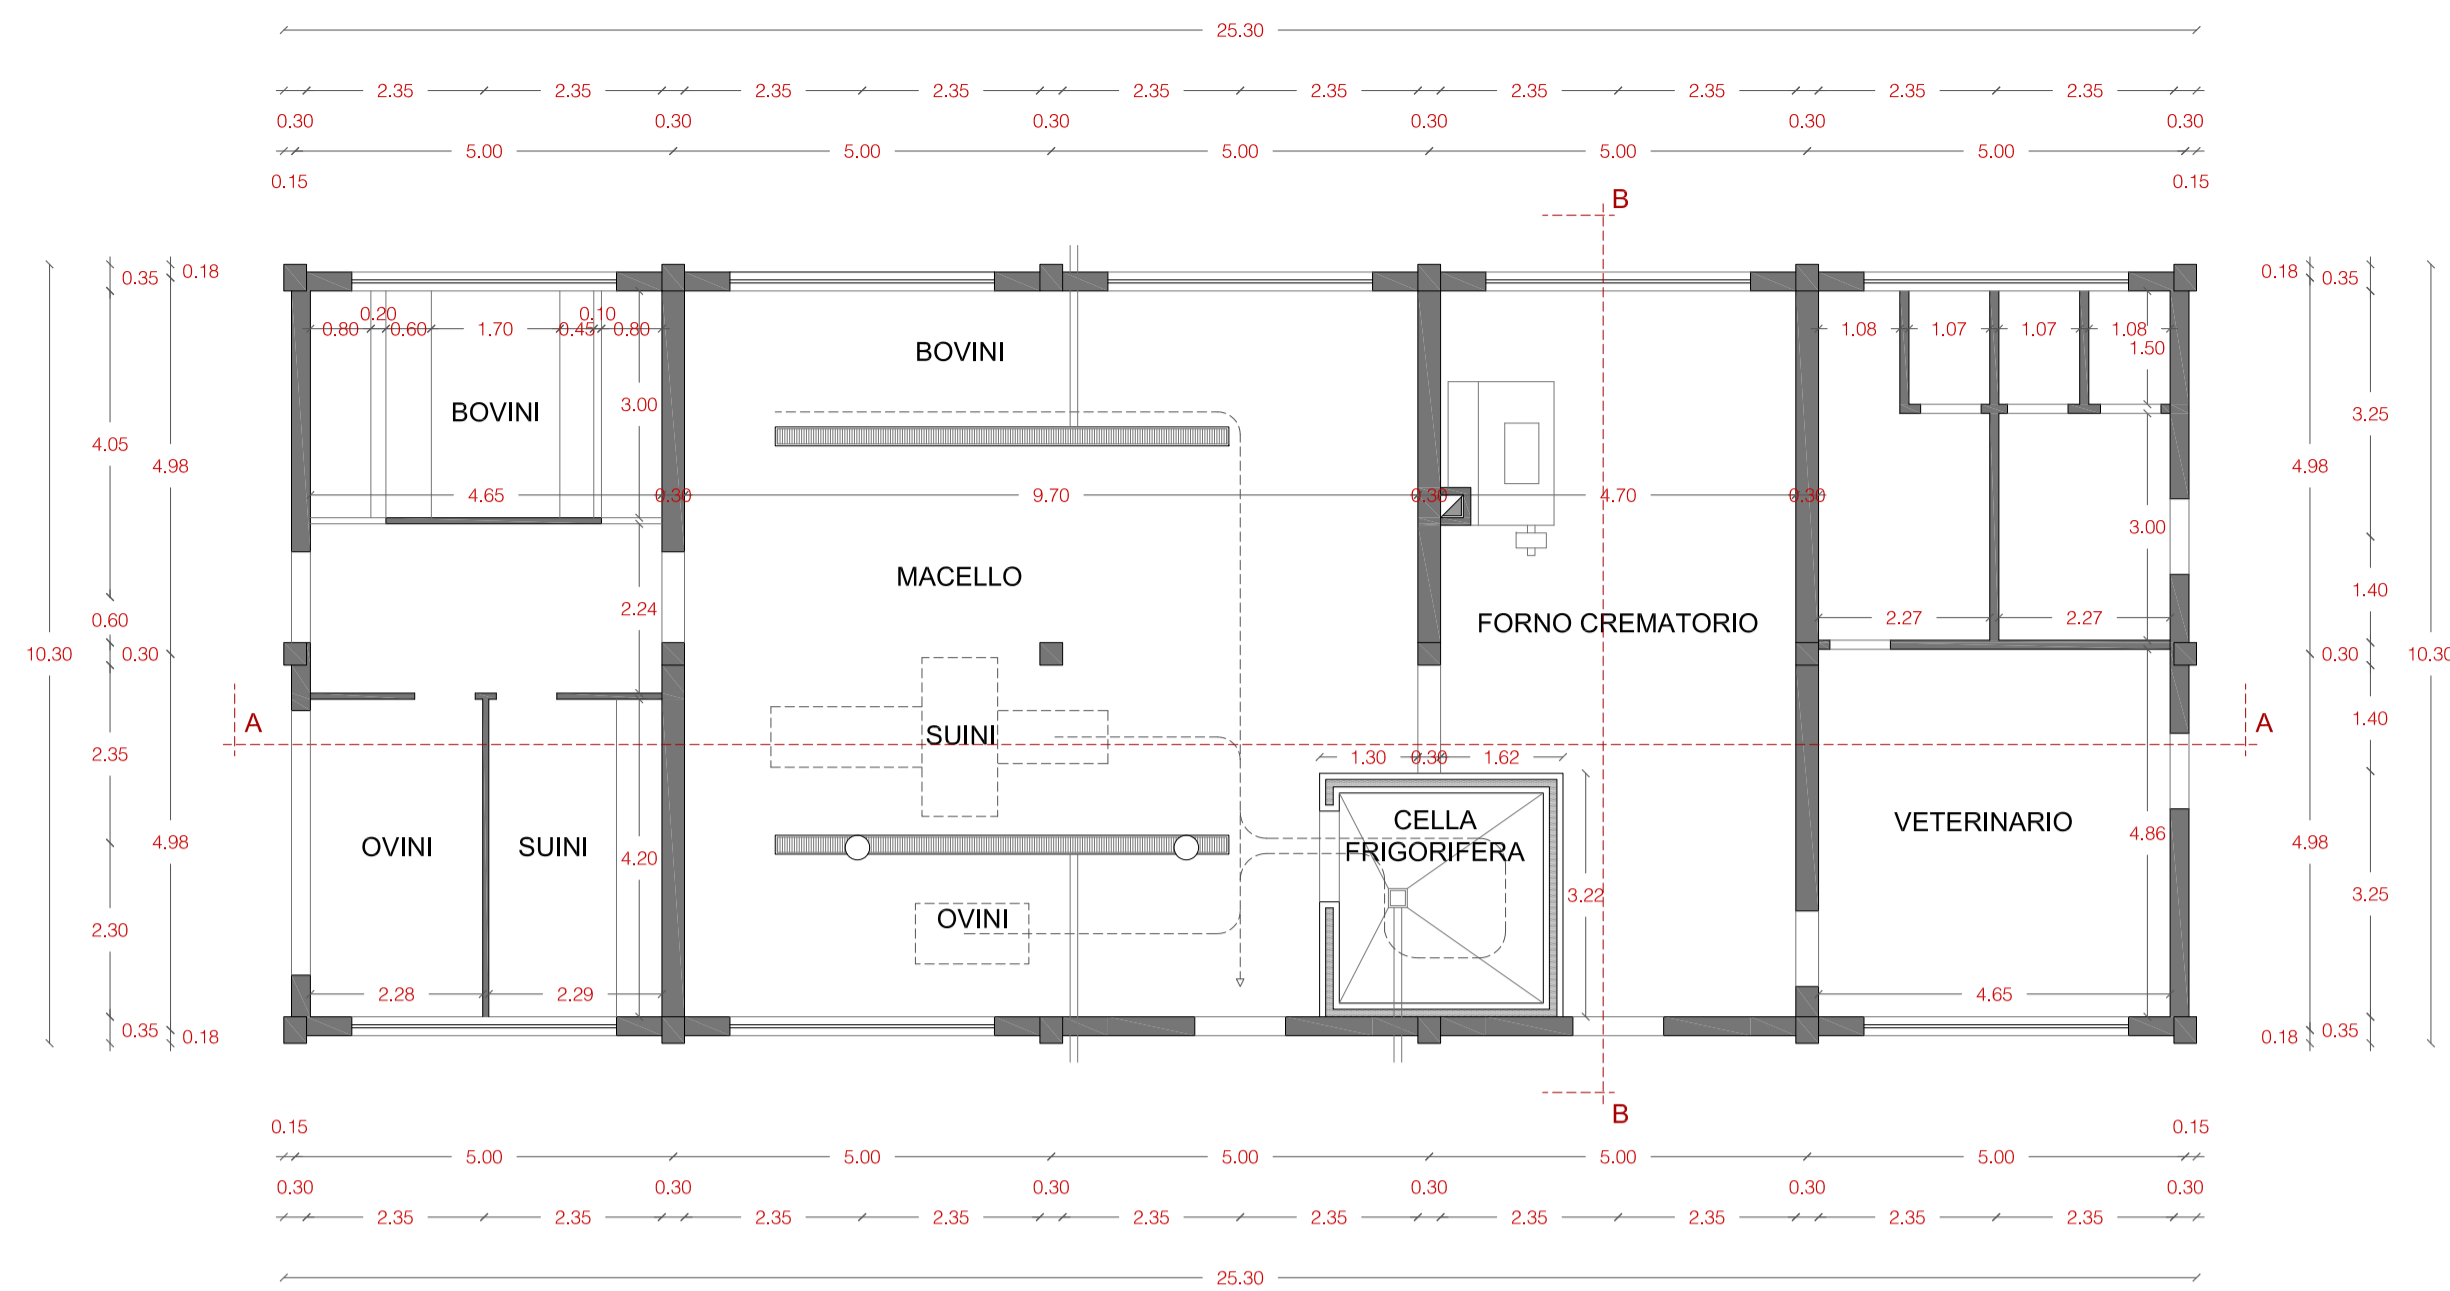 25.30
2.35 2.35 2.35 2.35 2.35 2.35 2.35 2.35 2.35 2.35
0.30 0.30 0.30 0.30 0.30 0.30
5.00 5.00 5.00 5.00 5.00
0.15 0.15
B
0.35 0.18 0.18 0.35
0.20 0.10
0.80 0.60 1.70 0.45 0.80 1.08 1.07 1.07 1.08
1.50
BOVINI
BOVINI
3.00
3.25
4.05
4.98 4.98
4.65 0.30 9.70 0.30 4.70 0.30
3.00
MACELLO
1.40
2.24
0.60
FORNO CREMATORIO
2.27 2.27
10.30 0.30 0.30 10.30
A A
1.40
SUINI
2.35
1.30 0.30 1.62
CELLA
FRIGORIFERA
VETERINARIO
4.86
4.98 4.98
OVINI SUINI
4.20
3.22
3.25
OVINI
2.30
2.28 2.29 4.65
0.35 0.18 0.18 0.35
B
0.15 0.15
5.00 5.00 5.00 5.00 5.00
0.30 0.30 0.30 0.30 0.30 0.30
2.35 2.35 2.35 2.35 2.35 2.35 2.35 2.35 2.35 2.35
25.30